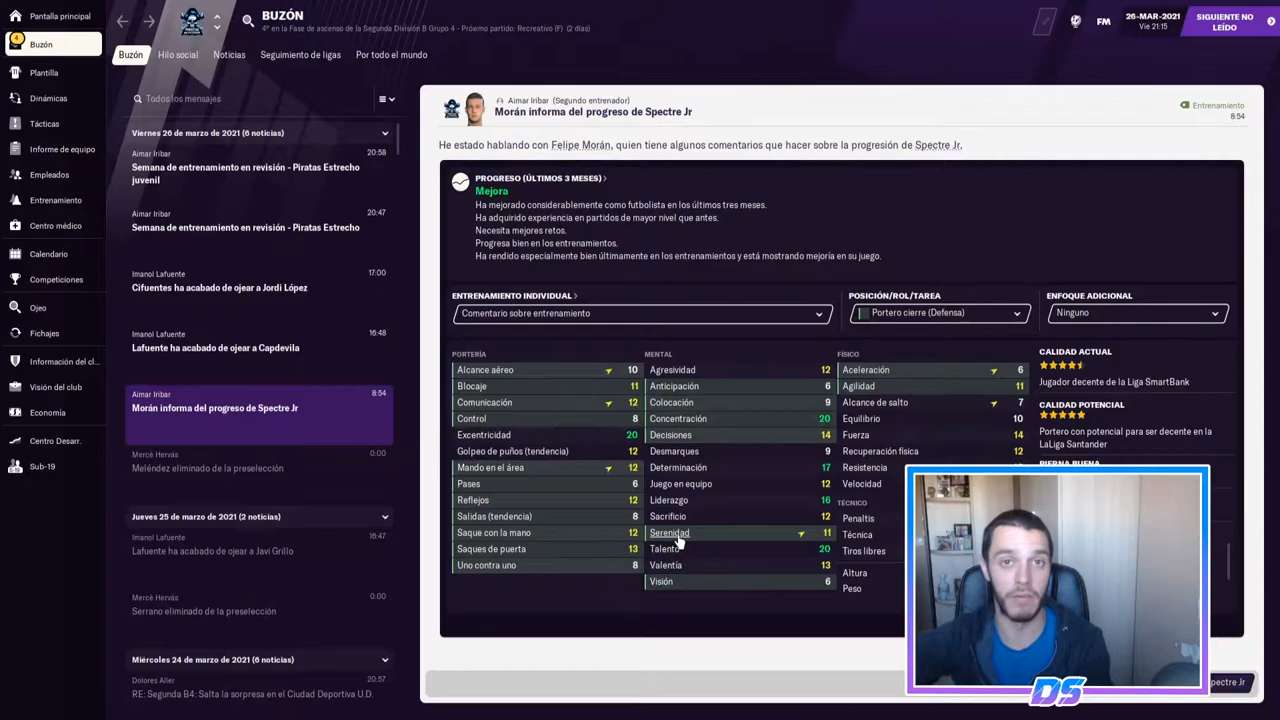 Pantalla principal
4
Buzón
Plantilla
Dinámicas
Tácticas
Informe de equipo
Empleados
Entrenamiento
Centro médico
Calendario
Competiciones
Ojeo
Fichajes
Información del cl...
Visión del club
Economía
Centro Desarr.
Sub-19
BUZÓN
4º en la Fase de ascenso de la Segunda División B Grupo 4 - Próximo partido: Recreativo (F) (2 días)
FM
26-MAR-2021
Vie 21:15
SIGUIENTE NO
LEÍDO
Buzón Hilo social Noticias Seguimiento de ligas Por todo el mundo
Todos los mensajes
Viernes 26 de marzo de 2021 (6 noticias)
Aimar Iribar 20:58
Semana de entrenamiento en revisión - Piratas Estrecho
juvenil
Aimar Iribar 20:47
Semana de entrenamiento en revisión - Piratas Estrecho
Imanol Lafuente 17:00
Cifuentes ha acabado de ojear a Jordi López
Imanol Lafuente 16:48
Lafuente ha acabado de ojear a Capdevila
Aimar Iribar 8:54
Morán informa del progreso de Spectre Jr
Mercè Hervás 0:00
Meléndez eliminado de la preselección
Jueves 25 de marzo de 2021 (2 noticias)
Imanol Lafuente 16:47
Lafuente ha acabado de ojear a Javi Grillo
Mercè Hervás 0:00
Serrano eliminado de la preselección
Miércoles 24 de marzo de 2021 (6 noticias)
Dolores Aller 20:57
RE: Segunda B4: Salta la sorpresa en el Ciudad Deportiva U.D.
Aimar Iribar (Segundo entrenador)
Morán informa del progreso de Spectre Jr
Entrenamiento
8:54
He estado hablando con Felipe Morán, quien tiene algunos comentarios que hacer sobre la progresión de Spectre Jr.
PROGRESO (ÚLTIMOS 3 MESES)
Mejora
Ha mejorado considerablemente como futbolista en los últimos tres meses.
Ha adquirido experiencia en partidos de mayor nivel que antes.
Necesita mejores retos.
Progresa bien en los entrenamientos.
Ha rendido especialmente bien últimamente en los entrenamientos y está mostrando mejoría en su juego.
ENTRENAMIENTO INDIVIDUAL
Comentario sobre entrenamiento
POSICIÓN/ROL/TAREA
Portero cierre (Defensa)
ENFOQUE ADICIONAL
Ninguno
PORTERÍA
Alcance aéreo 10
Blocaje 11
Comunicación 12
Control 8
Excentricidad 20
Golpeo de puños (tendencia) 12
Mando en el área 12
Pases 6
Reflejos 12
Salidas (tendencia) 8
Saque con la mano 12
Saques de puerta 13
Uno contra uno 8
MENTAL
Agresividad 12
Anticipación 6
Colocación 9
Concentración 20
Decisiones 14
Desmarques 9
Determinación 17
Juego en equipo 12
Liderazgo 16
Sacrificio 12
Serenidad 11
Talento 20
Valentía 13
Visión 6
FÍSICO
Aceleración 6
Agilidad 11
Alcance de salto 7
Equilibrio 10
Fuerza 14
Recuperación física 12
Resistencia
Velocidad
TÉCNICO
Penaltis
Técnica
Tiros libres
Altura
Peso
CALIDAD ACTUAL
Jugador decente de la Liga SmartBank
CALIDAD POTENCIAL
Portero con potencial para ser decente en la
LaLiga Santander
PIERNA BUENA
Spectre Jr
DS